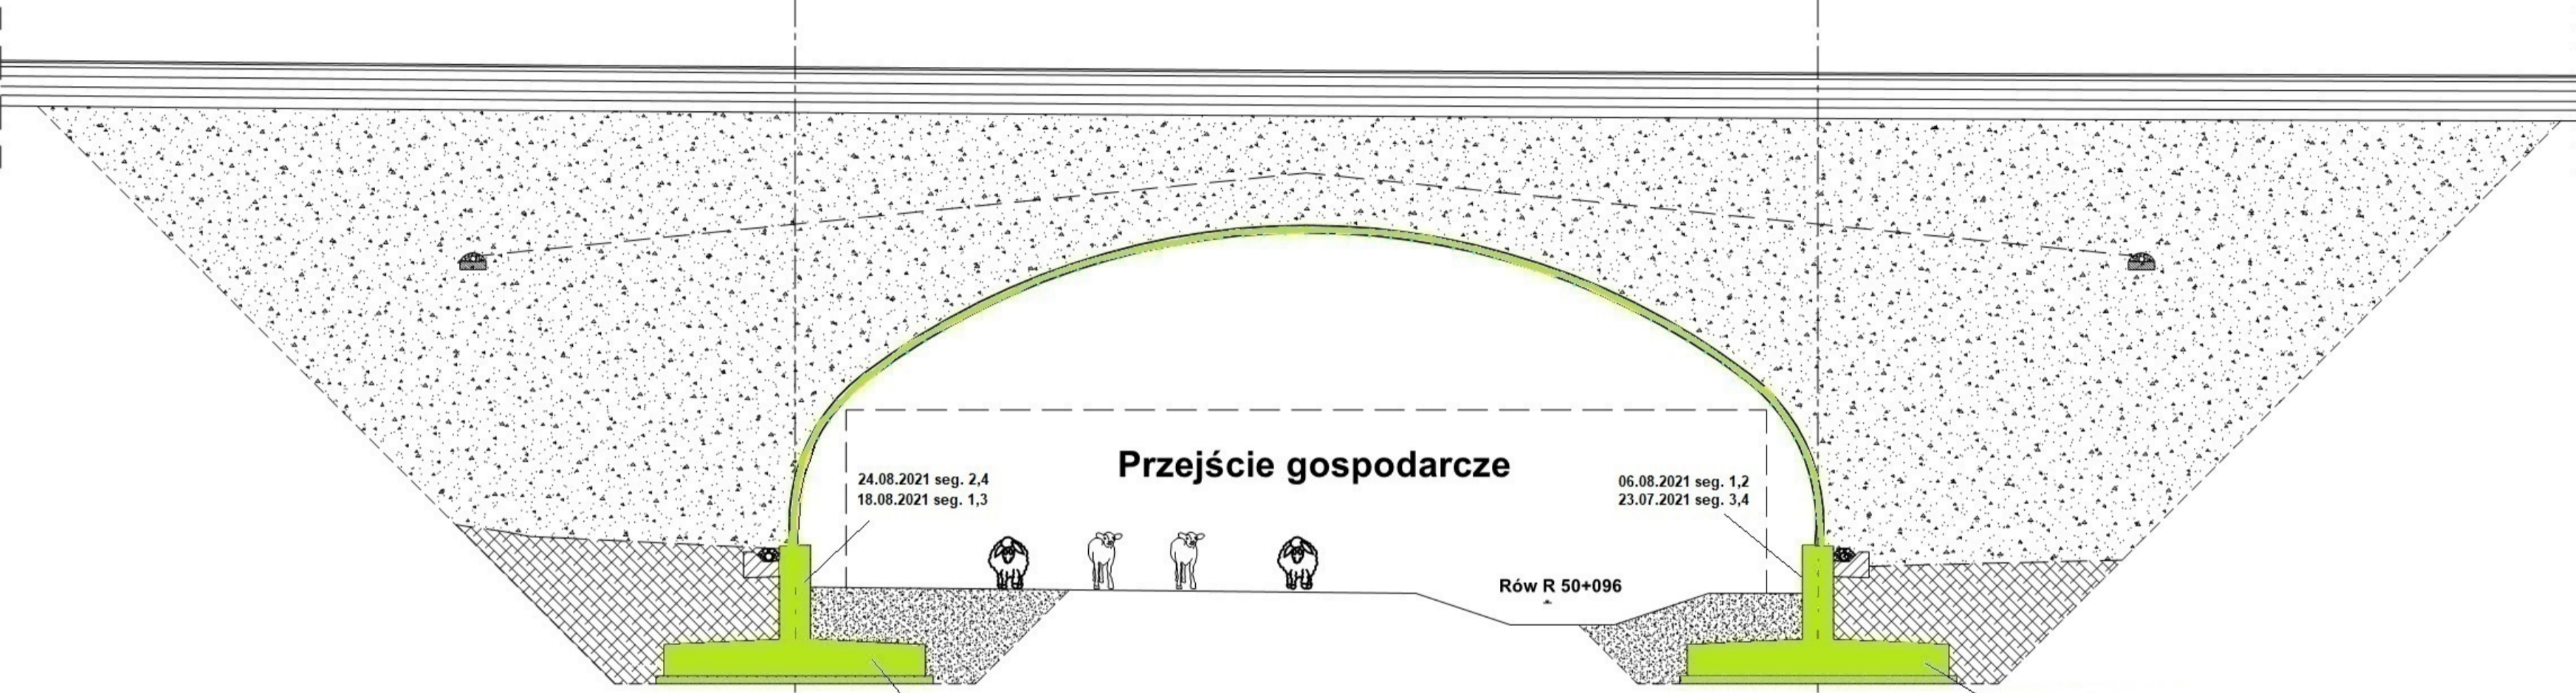 Przejście gospodarcze
24.08.2021 seg. 2,4
18.08.2021 seg. 1,3
06.08.2021 seg. 1,2
23.07.2021 seg. 3,4
Rów R 50+096